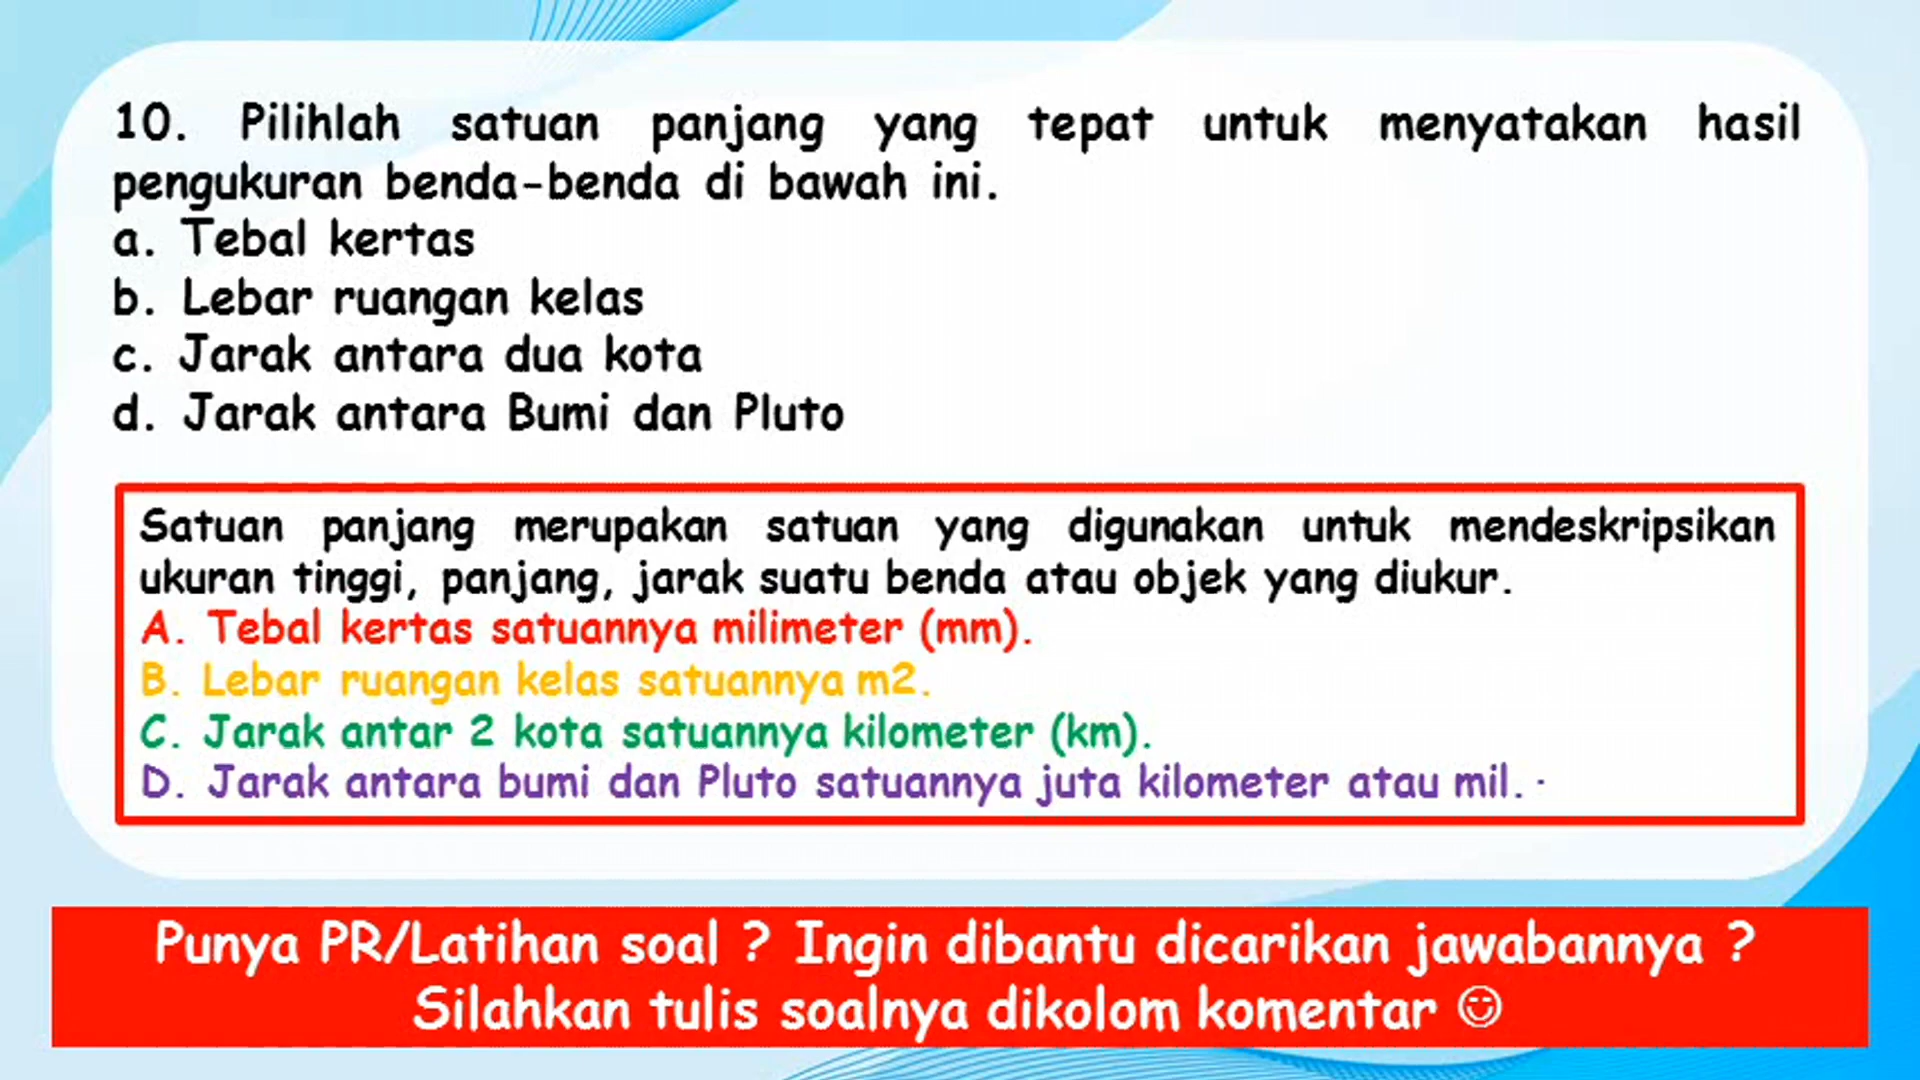 10. Pilihlah satuan panjang yang tepat untuk menyatakan hasil
pengukuran benda-benda di bawah ini.
a. Tebal kertas
b. Lebar ruangan kelas
c. Jarak antara dua kota
d. Jarak antara Bumi dan Pluto
Satuan panjang merupakan satuan yang digunakan untuk mendeskripsikan
ukuran tinggi, panjang, jarak suatu benda atau objek yang diukur.
A. Tebal kertas satuannya milimeter (mm).
B. Lebar ruangan kelas satuannya m2.
C. Jarak antar 2 kota satuannya kilometer (km).
D. Jarak antara bumi dan Pluto satuannya juta kilometer atau mil. ·
Punya PR/Latihan soal ? Ingin dibantu dicarikan jawabannya ?
Silahkan tulis soalnya dikolom komentar ☺